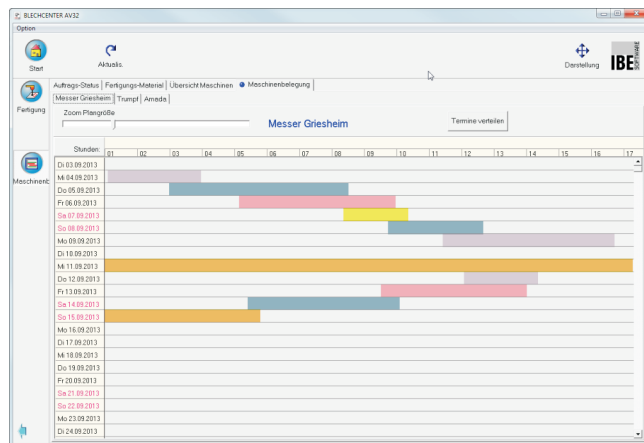 BLECHCENTER AV32
Option
Start
Aktualis.
Darstellung
IBE SOFTWARE
Fertigung
Auftrags-Status Fertigungs-Material Übersicht Maschinen Maschinenbelegung
Messer Griesheim Trumpf Amada
Zoom Plangröße
Messer Griesheim
Termine verteilen
Maschinenb
Stunden: 01 02 03 04 05 06 07 08 09 10 11 12 13 14 15 16 17
Di 03.09.2013
Mi 04.09.2013
Do 05.09.2013
Fr 06.09.2013
Sa 07.09.2013
So 08.09.2013
Mo 09.09.2013
Di 10.09.2013
Mi 11.09.2013
Do 12.09.2013
Fr 13.09.2013
Sa 14.09.2013
So 15.09.2013
Mo 16.09.2013
Di 17.09.2013
Mi 18.09.2013
Do 19.09.2013
Fr 20.09.2013
Sa 21.09.2013
So 22.09.2013
Mo 23.09.2013
Di 24.09.2013